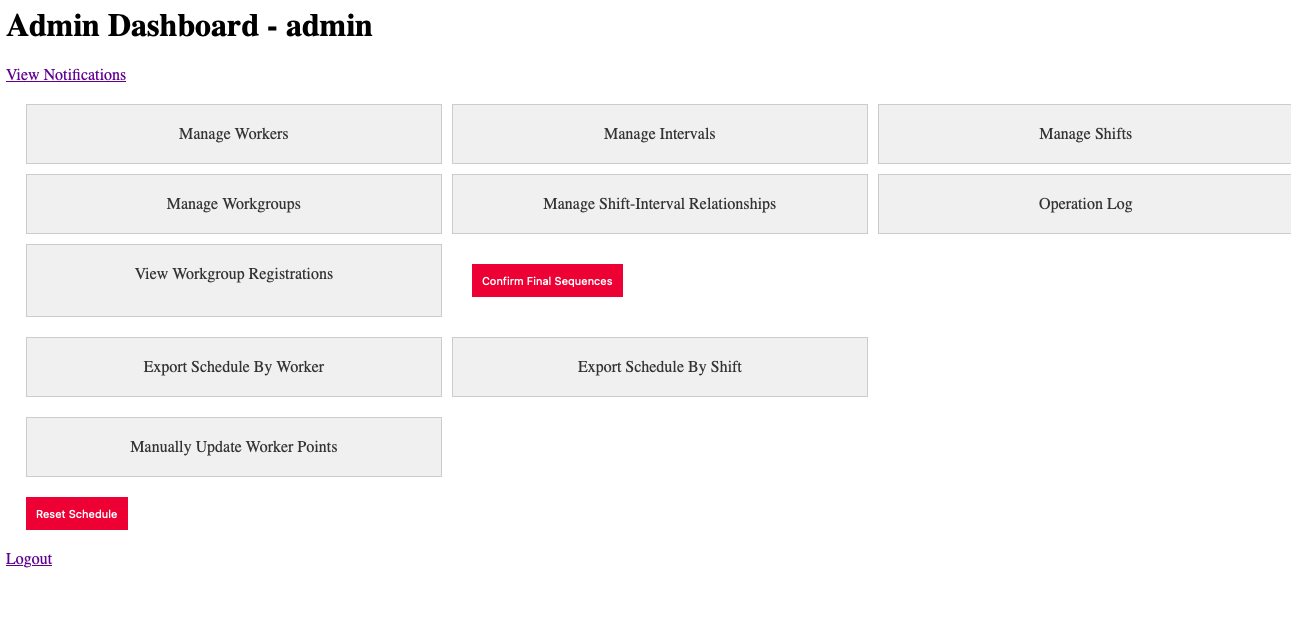 Admin Dashboard - admin
View Notifications
Manage Workers
Manage Intervals
Manage Shifts
Manage Workgroups
Manage Shift-Interval Relationships
Operation Log
View Workgroup Registrations
Confirm Final Sequences
Export Schedule By Worker
Export Schedule By Shift
Manually Update Worker Points
Reset Schedule
Logout